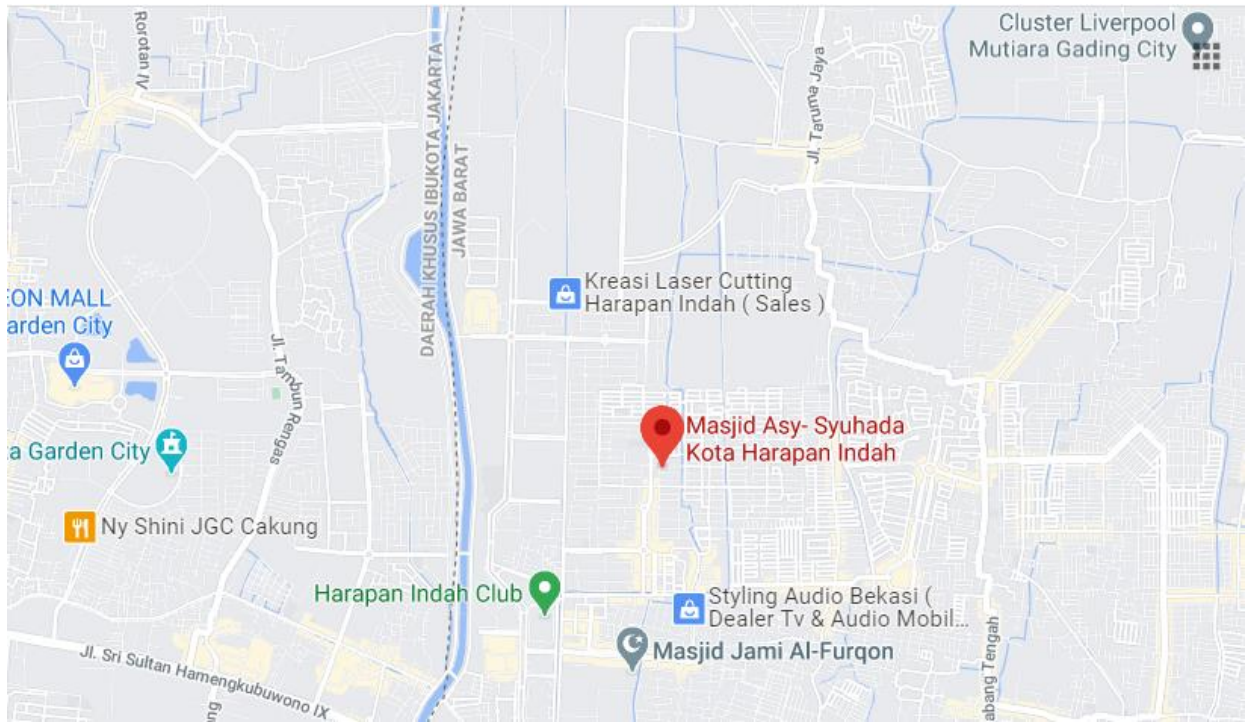 Cluster Liverpool
Mutiara Gading City
Rorotan IV
Jl. Taruma Jaya
DAERAH KHUSUS IBUKOTA JAKARTA
JAWA BARAT
Kreasi Laser Cutting
Harapan Indah ( Sales )
EON MALL
arden City
Jl. Tambun Rengas
Masjid Asy- Syuhada
Kota Harapan Indah
a Garden City
Ny Shini JGC Cakung
Harapan Indah Club
Styling Audio Bekasi (
Dealer Tv & Audio Mobil...
Masjid Jami Al-Furqon
Jl. Sri Sultan Hamengkubuwono IX
abang Tengah
ng